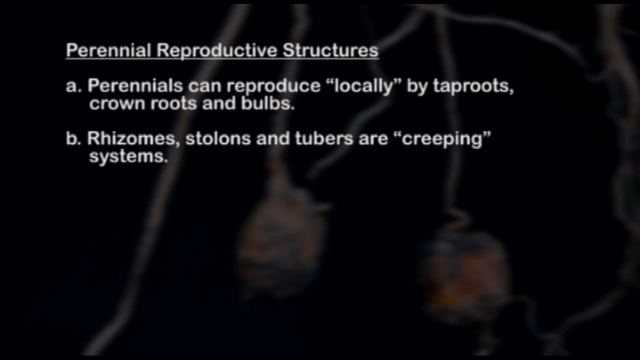 Perennial Reproductive Structures
a. Perennials can reproduce “locally” by taproots,
crown roots and bulbs.
b. Rhizomes, stolons and tubers are “creeping”
systems.